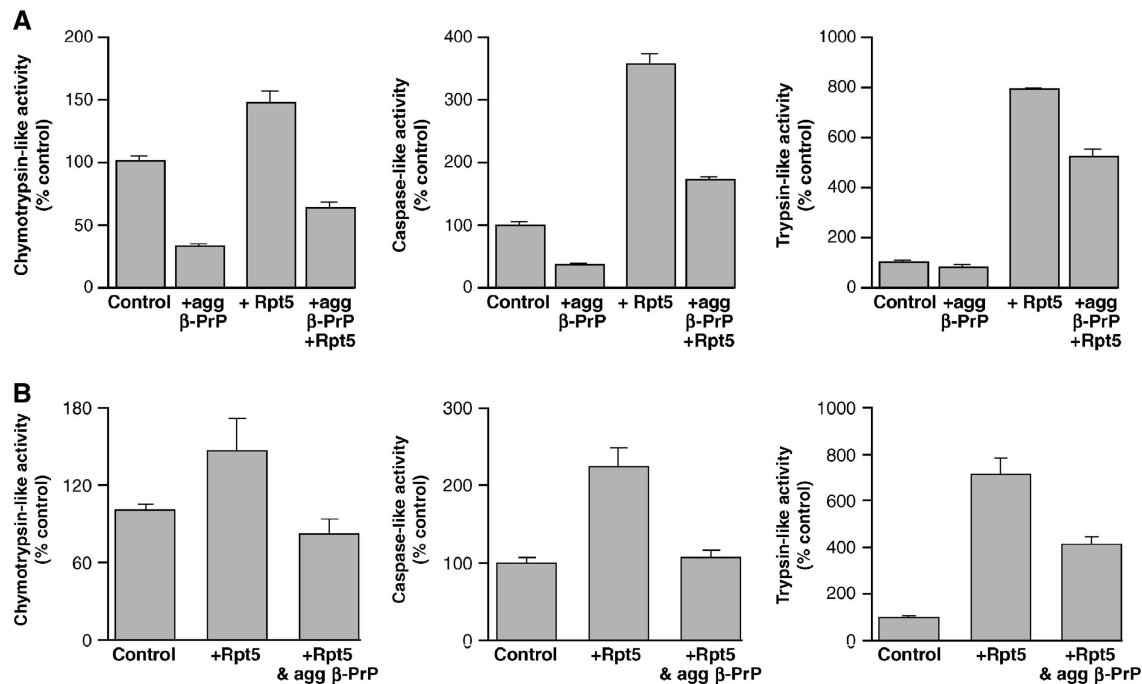 A
Chymotrypsin-like activity
(% control)
200
150
100
50
0
Control
+agg
β-PrP
+ Rpt5
+agg
β-PrP
+Rpt5
Caspase-like activity
(% control)
400
300
200
100
0
Control
+agg
β-PrP
+ Rpt5
+agg
β-PrP
+Rpt5
Trypsin-like activity
(% control)
1000
800
600
400
200
0
Control
+agg
β-PrP
+ Rpt5
+agg
β-PrP
+Rpt5
B
Chymotrypsin-like activity
(% control)
180
120
60
0
Control
+Rpt5
+Rpt5
& agg β-PrP
Caspase-like activity
(% control)
300
200
100
0
Control
+Rpt5
+Rpt5
& agg β-PrP
Trypsin-like activity
(% control)
1000
800
600
400
200
0
Control
+Rpt5
+Rpt5
& agg β-PrP